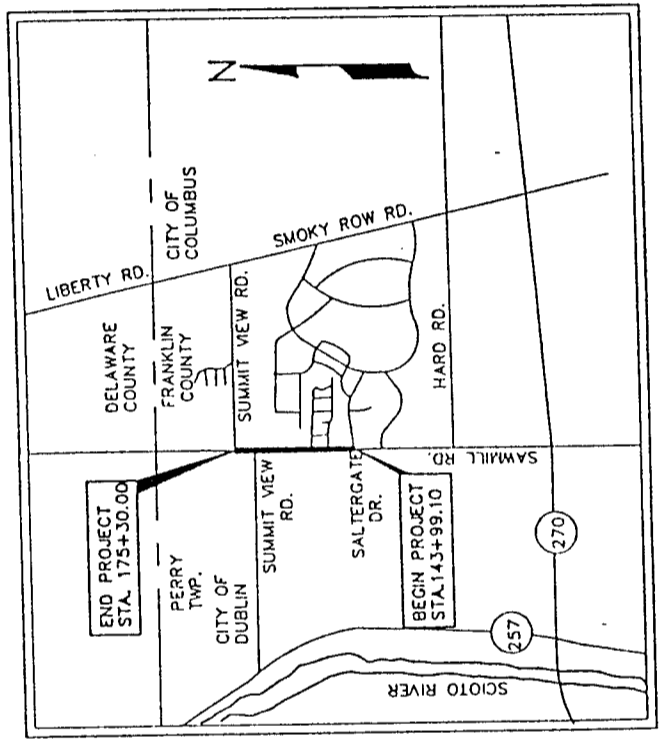 N
LIBERTY RD.
CITY OF
COLUMBUS
SMOKY ROW RD.
DELAWARE
COUNTY
FRANKLIN
COUNTY
SUMMIT VIEW RD.
HARD RD.
END PROJECT
STA. 175+30.00
PERRY
TWP.
CITY OF
DUBLIN
SUMMIT VIEW
RD.
SALTERGATE
DR.
SAWMILL RD.
BEGIN PROJECT
STA.143+99.10
270
257
SCIOTO RIVER